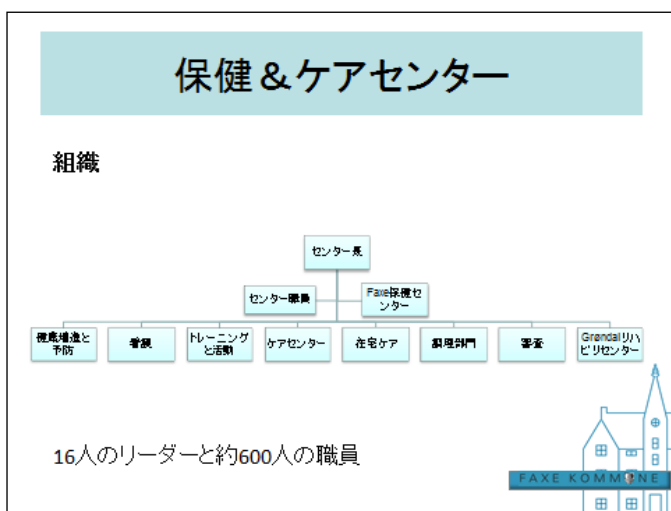 保健＆ケアセンター
組織
センター長
センター職員
Faxe保健セ
ンター
健康増進と
予防
看護
トレーニング
と活動
ケアセンター
在宅ケア
調理部門
審査
Grøndalリハ
ビリセンター
16人のリーダーと約600人の職員
FAXE KOMMUNE